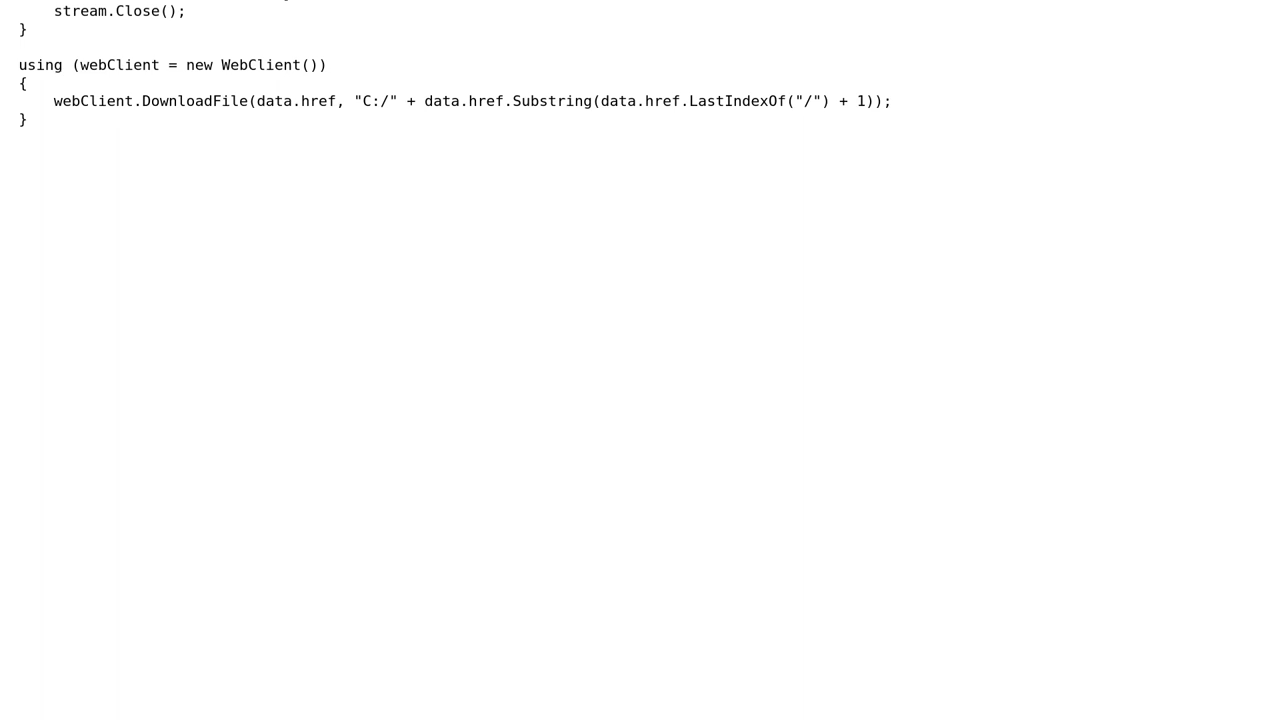 stream.Close();
}

using (webClient = new WebClient())
{
    webClient.DownloadFile(data.href, "C:/" + data.href.Substring(data.href.LastIndexOf("/") + 1));
}